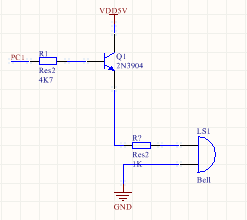 VDD5V
PC1
R1
Res2
4K7
Q1
2N3904
R?
Res2
1K
LS1
Bell
GND